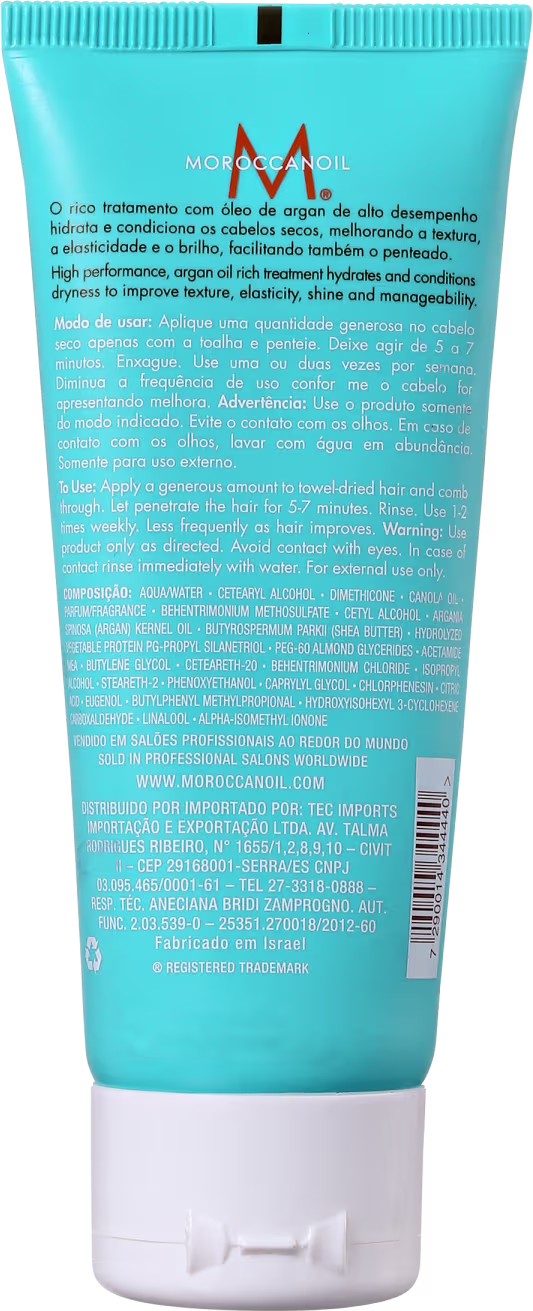 MOROCCANOIL
M®
O rico tratamento com óleo de argan de alto desempenho
hidrata e condiciona os cabelos secos, melhorando a textura,
a elasticidade e o brilho, facilitando também o penteado.
High performance, argan oil rich treatment hydrates and conditions
dryness to improve texture, elasticity, shine and manageability.
Modo de usar: Aplique uma quantidade generosa no cabelo
seco apenas com a toalha e penteie. Deixe agir de 5 a 7
minutos. Enxague. Use uma ou duas vezes por semana.
Diminua a frequência de uso confor me o cabelo for
apresentando melhora. Advertência: Use o produto somente
do modo indicado. Evite o contato com os olhos. Em caso de
contato com os olhos, lavar com água em abundância.
Somente para uso externo.
To Use: Apply a generous amount to towel-dried hair and comb
through. Let penetrate the hair for 5-7 minutes. Rinse. Use 1-2
times weekly. Less frequently as hair improves. Warning: Use
product only as directed. Avoid contact with eyes. In case of
contact rinse immediately with water. For external use only.
COMPOSIÇÃO: AQUA/WATER • CETEARYL ALCOHOL • DIMETHICONE • CANOLA OIL •
PARFUM/FRAGRANCE • BEHENTRIMONIUM METHOSULFATE • CETYL ALCOHOL • ARGANIA
SPINOSA (ARGAN) KERNEL OIL • BUTYROSPERMUM PARKII (SHEA BUTTER) • HYDROLYZED
VEGETABLE PROTEIN PG-PROPYL SILANETRIOL • PEG-60 ALMOND GLYCERIDES • ACETAMIDE
MEA • BUTYLENE GLYCOL • CETEARETH-20 • BEHENTRIMONIUM CHLORIDE • ISOPROPYL
ALCOHOL • STEARETH-2 • PHENOXYETHANOL • CAPRYLYL GLYCOL • CHLORPHENESIN • CITRIC
ACID • EUGENOL • BUTYLPHENYL METHYLPROPIONAL • HYDROXYISOHEXYL 3-CYCLOHEXENE
CARBOXALDEHYDE • LINALOOL • ALPHA-ISOMETHYL IONONE
VENDIDO EM SALÕES PROFISSIONAIS AO REDOR DO MUNDO
SOLD IN PROFESSIONAL SALONS WORLDWIDE
WWW.MOROCCANOIL.COM
DISTRIBUIDO POR IMPORTADO POR: TEC IMPORTS
IMPORTAÇÃO E EXPORTAÇÃO LTDA. AV. TALMA
RODRIGUES RIBEIRO, N° 1655/1,2,8,9,10 – CIVIT
II - CEP 29168001-SERRA/ES CNPJ
03.095.465/0001-61 – TEL 27-3318-0888 –
RESP. TÉC. ANECIANA BRIDI ZAMPROGNO. AUT.
FUNC. 2.03.539-0 – 25351.270018/2012-60
Fabricado em Israel
® REGISTERED TRADEMARK
7 290014 344440 >